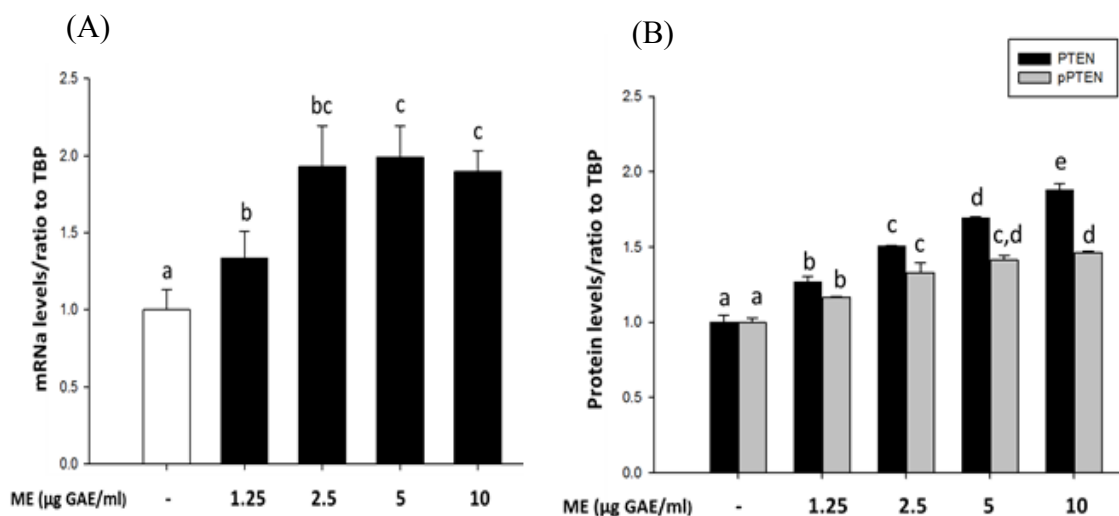 (A)
mRNa levels/ratio to TBP
2.5
2.0
1.5
1.0
0.5
0.0
a
b
bc
c
c
ME (µg GAE/ml) - 1.25 2.5 5 10
(B)
PTEN
pPTEN
Protein levels/ratio to TBP
2.5
2.0
1.5
1.0
0.5
0.0
a a
b b
c c
d c,d
e d
ME (µg GAE/ml) - 1.25 2.5 5 10